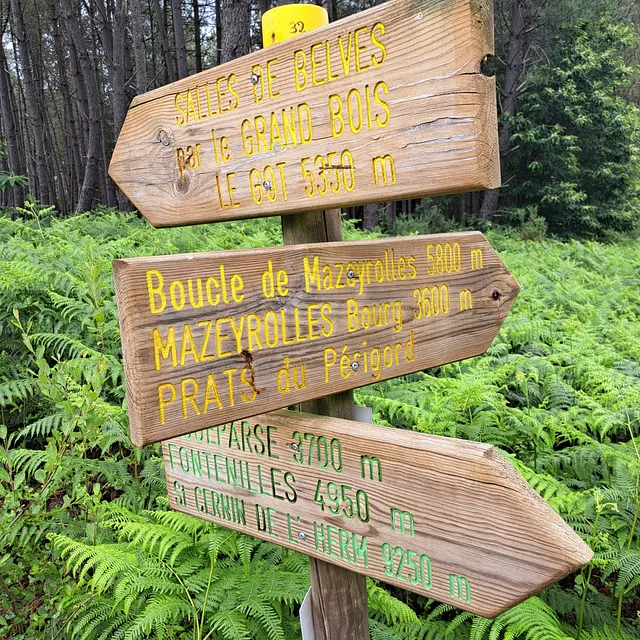 39
SALLES DE BELVES
par le GRAND BOIS
LE GOT 5350 m
Boucle de Mazeyrolles 5800 m
MAZEYROLLES Bourg 3600 m
PRATS du Périgord
3700 m
FONTENILLES 4950 m
St CERNIN DE L'HERM 9250 m